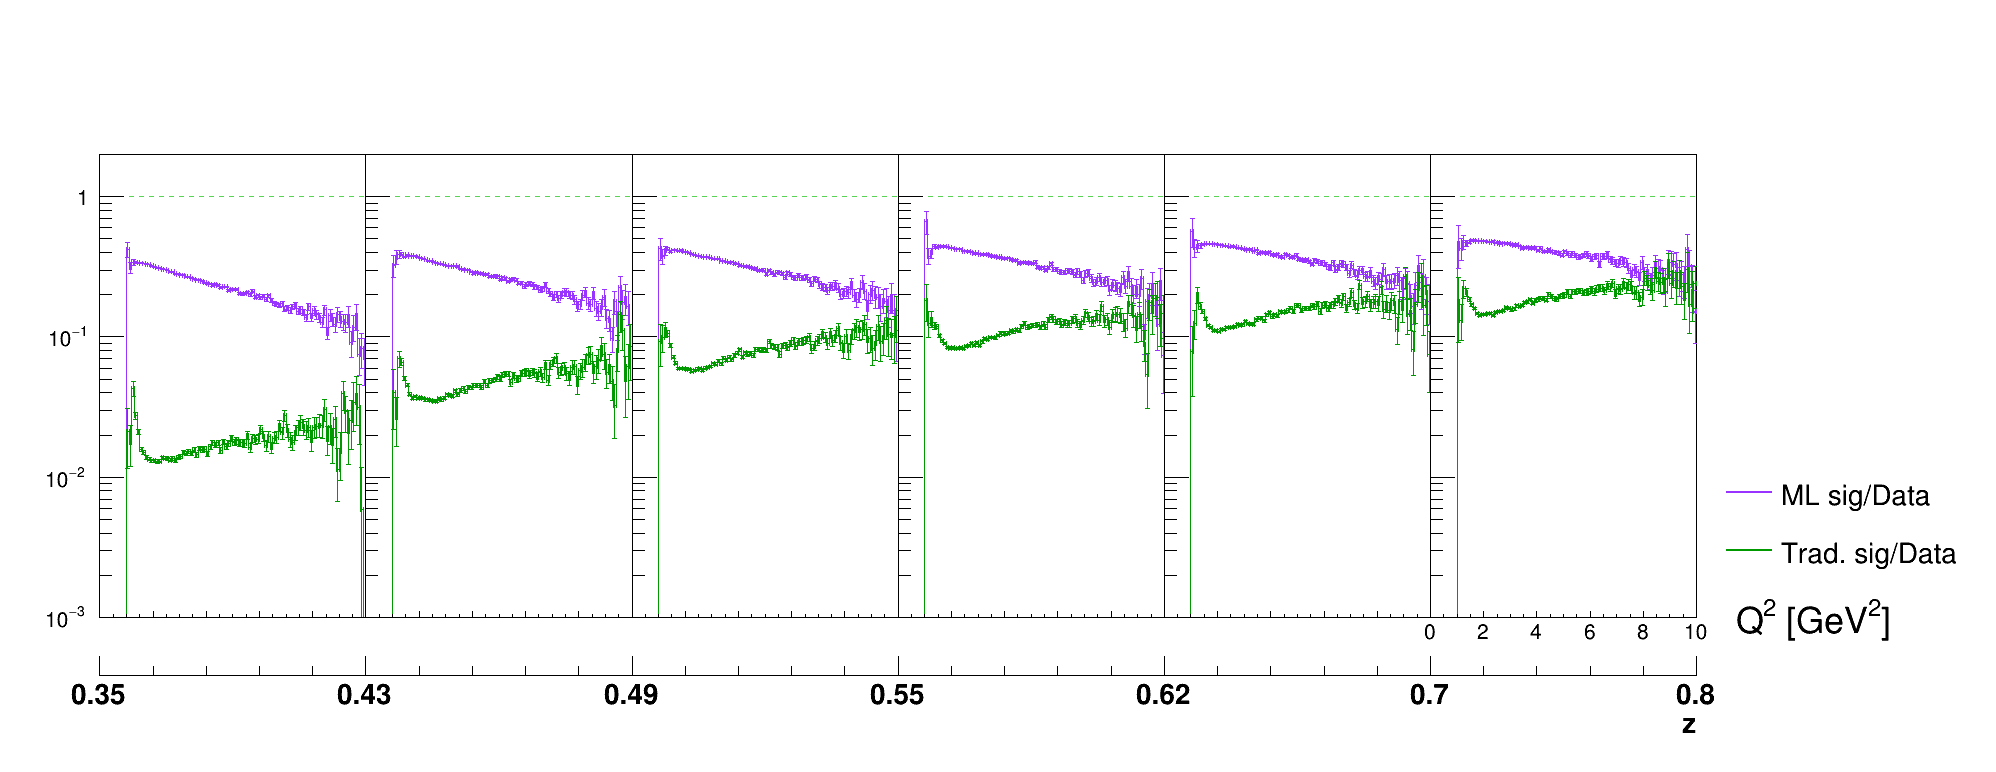 1
10⁻¹
10⁻²
10⁻³
ML sig/Data
Trad. sig/Data
0 2 4 6 8 10
Q² [GeV²]
0.35 0.43 0.49 0.55 0.62 0.7 0.8
z